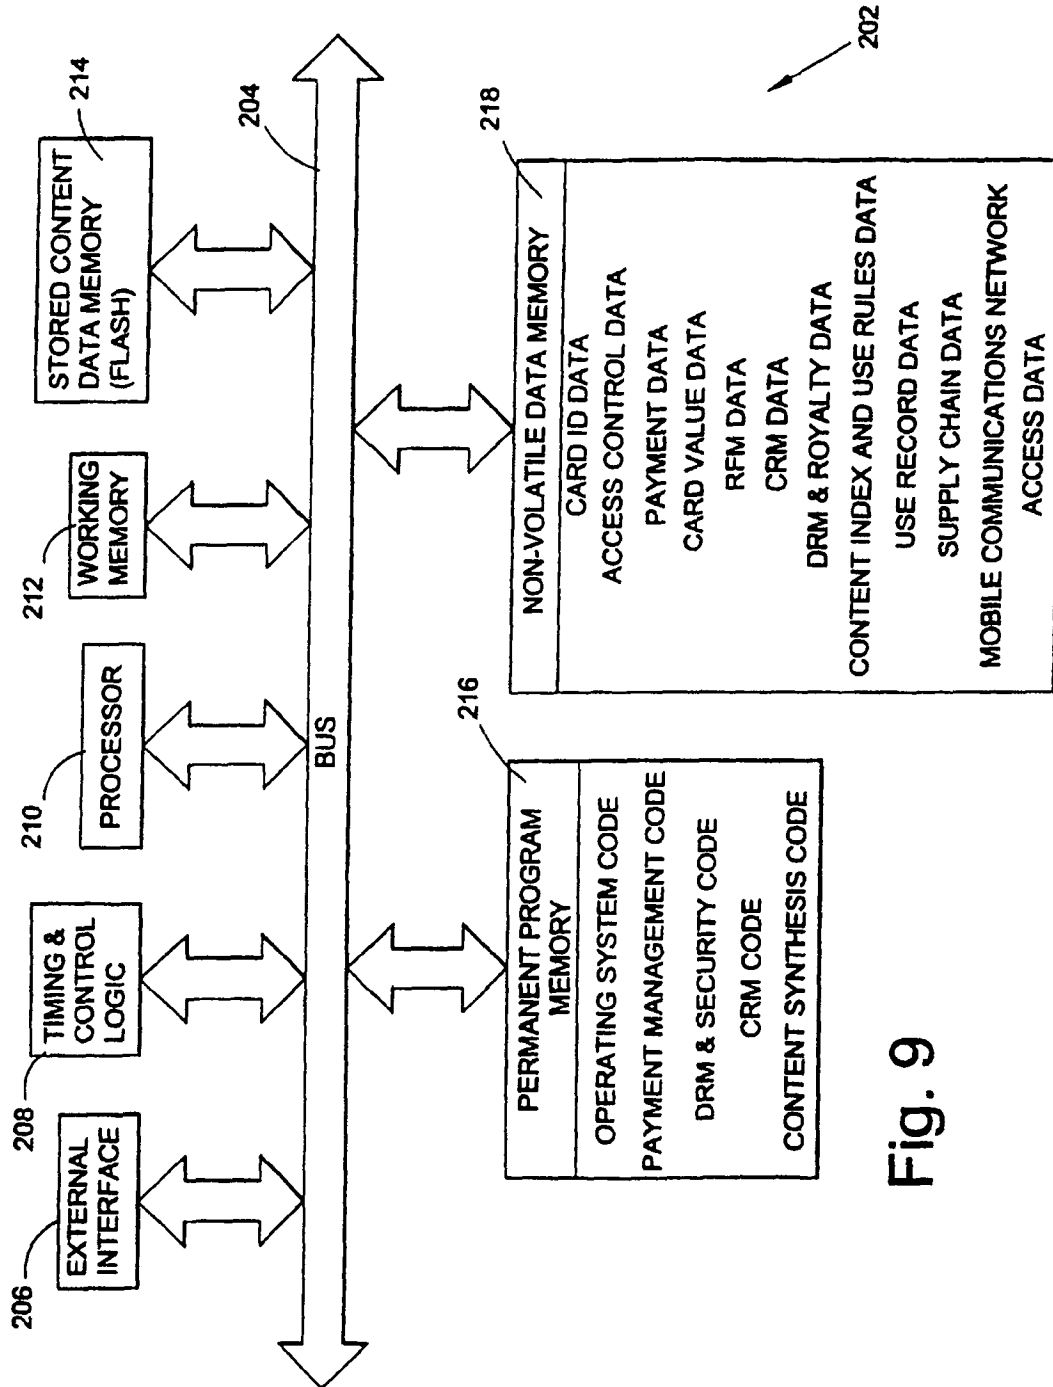 206
EXTERNAL
INTERFACE
208
TIMING &
CONTROL
LOGIC
210
PROCESSOR
212
WORKING
MEMORY
214
STORED CONTENT
DATA MEMORY
(FLASH)
204
BUS
216
PERMANENT PROGRAM
MEMORY
OPERATING SYSTEM CODE
PAYMENT MANAGEMENT CODE
DRM & SECURITY CODE
CRM CODE
CONTENT SYNTHESIS CODE
218
NON-VOLATILE DATA MEMORY
CARD ID DATA
ACCESS CONTROL DATA
PAYMENT DATA
CARD VALUE DATA
RFM DATA
CRM DATA
DRM & ROYALTY DATA
CONTENT INDEX AND USE RULES DATA
USE RECORD DATA
SUPPLY CHAIN DATA
MOBILE COMMUNICATIONS NETWORK
ACCESS DATA
202
Fig. 9